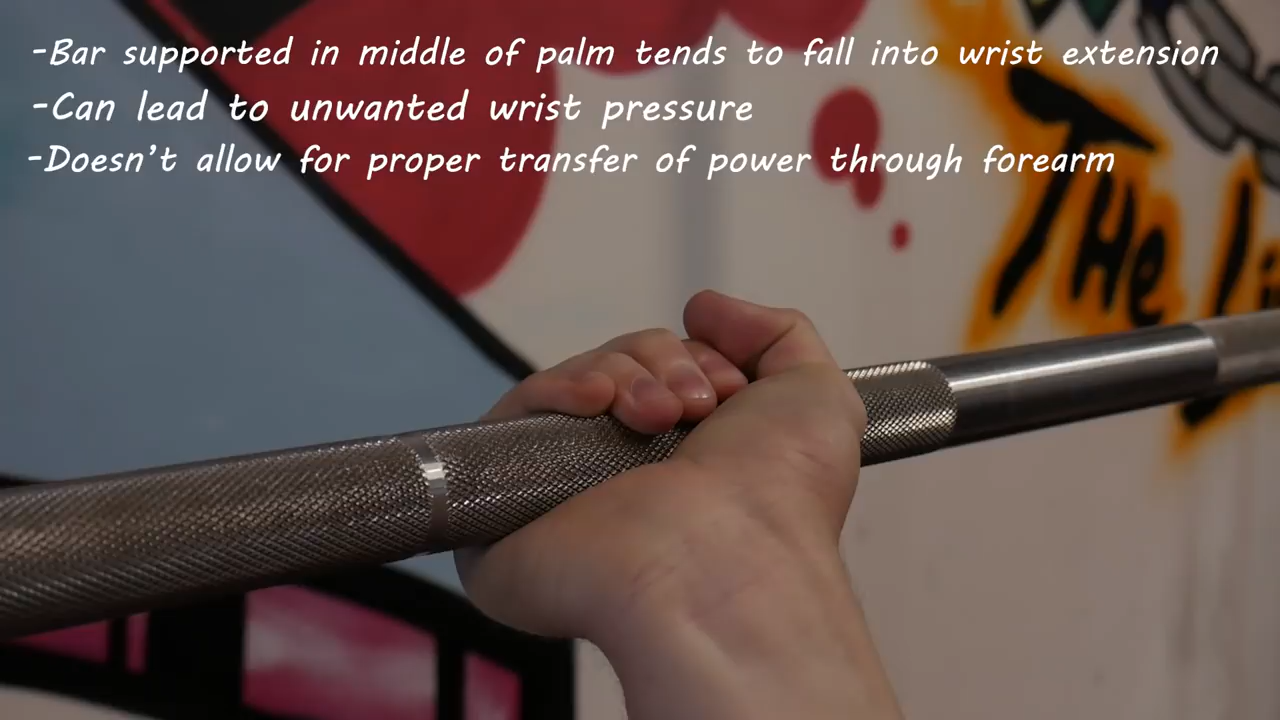 -Bar supported in middle of palm tends to fall into wrist extension
-Can lead to unwanted wrist pressure
-Doesn't allow for proper transfer of power through forearm
THe